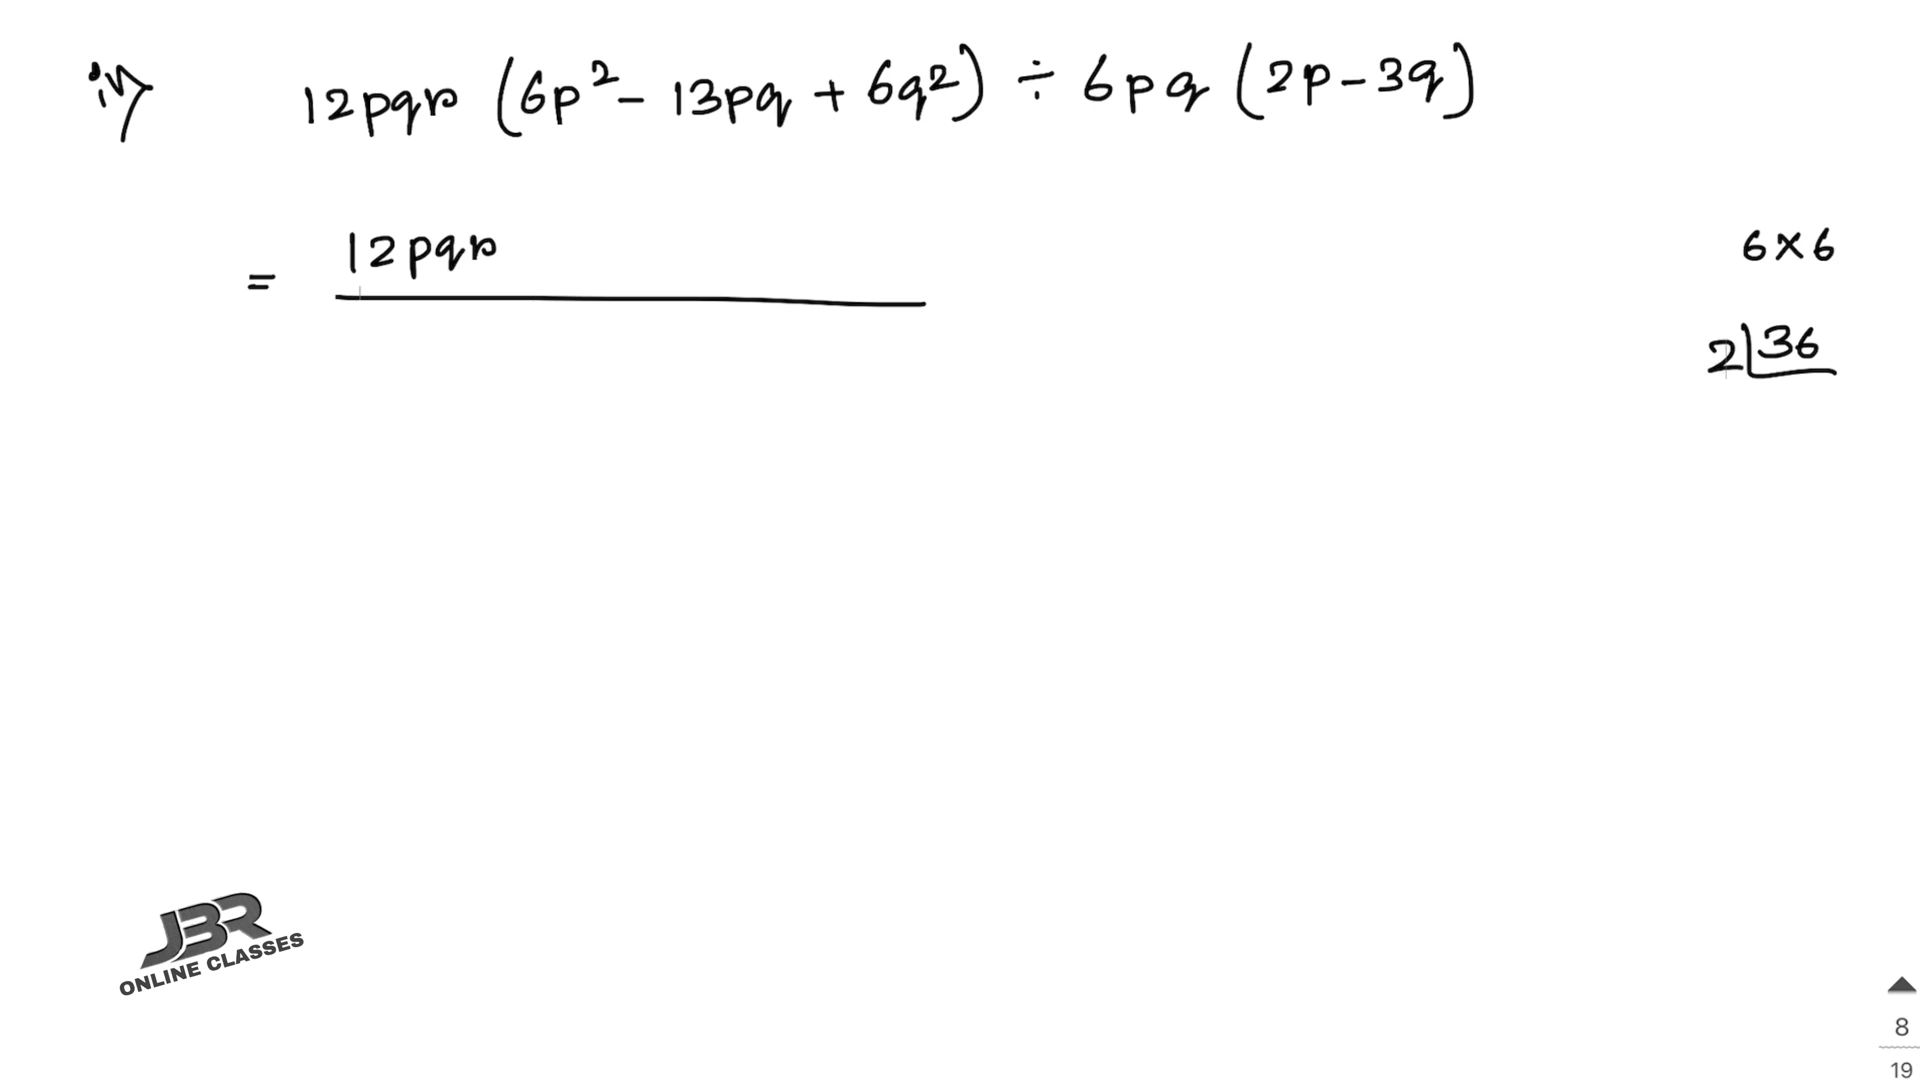 iv) 12pqr (6p² - 13pq + 6q²) ÷ 6pq (2p - 3q)
= 12pqr
6×6
2|36
JBR
ONLINE CLASSES
8
19